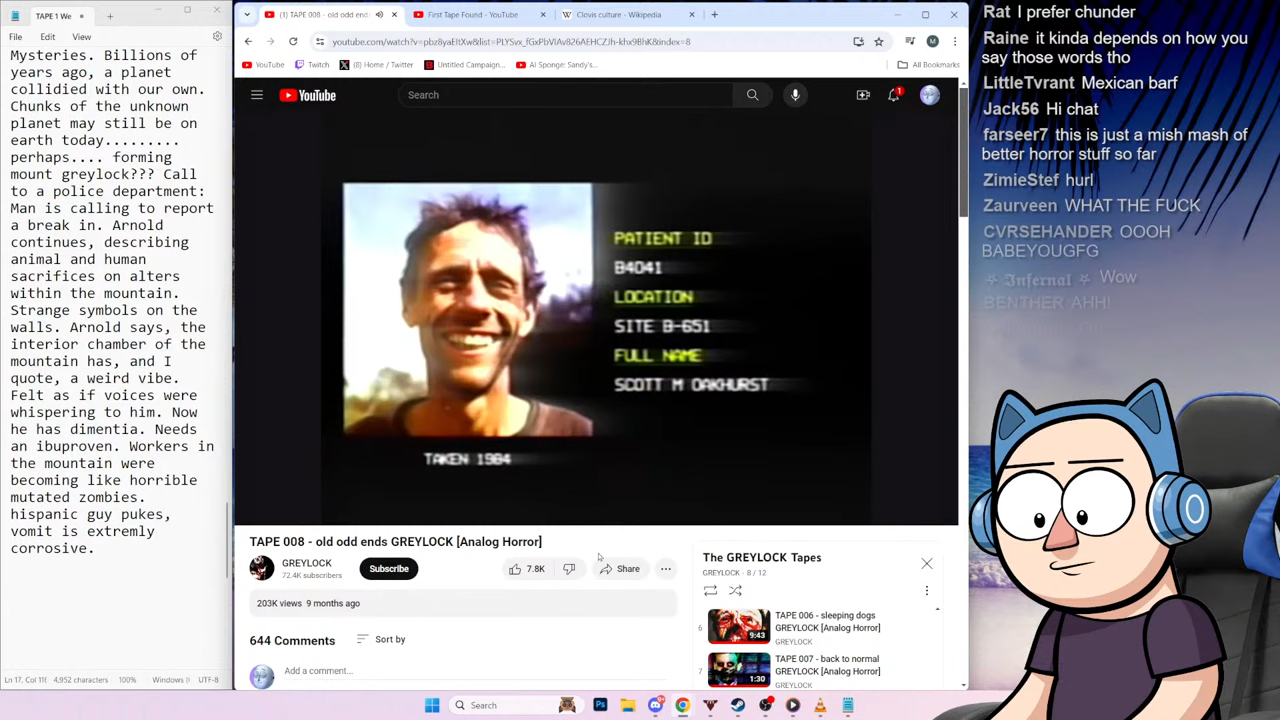 (1) TAPE 008 - old odd ends
First Tape Found - YouTube
Clovis culture - Wikipedia
TAPE 1 We
File Edit View
youtube.com/watch?v=pbz8yaEItXw&list=PLYSvx_fGxPbVIAv826AEHCZJh-khx9BhK&index=8
YouTube Twitch (8) Home / Twitter Untitled Campaign... AI Sponge: Sandy's... All Bookmarks
YouTube
Search
1
Mysteries. Billions of
years ago, a planet
collidied with our own.
Chunks of the unknown
planet may still be on
earth today.........
perhaps.... forming
mount greylock??? Call
to a police department:
Man is calling to report
a break in. Arnold
continues, describing
animal and human
sacrifices on alters
within the mountain.
Strange symbols on the
walls. Arnold says, the
interior chamber of the
mountain has, and I
quote, a weird vibe.
Felt as if voices were
whispering to him. Now
he has dimentia. Needs
an ibuproven. Workers in
the mountain were
becoming like horrible
mutated zombies.
hispanic guy pukes,
vomit is extremly
corrosive.
4,952 characters 100% Windows UTF-8
PATIENT ID
B4041
LOCATION
SITE B-651
FULL NAME
SCOTT M OAKHURST
TAKEN 1984
TAPE 008 - old odd ends GREYLOCK [Analog Horror]
GREYLOCK
72.4K subscribers
Subscribe
7.8K
Share
203K views 9 months ago
644 Comments
Sort by
Add a comment...
The GREYLOCK Tapes
GREYLOCK - 8 / 12
6
9:43
TAPE 006 - sleeping dogs
GREYLOCK [Analog Horror]
GREYLOCK
7
1:30
TAPE 007 - back to normal
GREYLOCK [Analog Horror]
GREYLOCK
Search
Rat I prefer chunder
Raine it kinda depends on how you
say those words tho
LittleTvrant Mexican barf
Jack56 Hi chat
farseer7 this is just a mish mash of
better horror stuff so far
ZimieStef hurl
Zaurveen WHAT THE FUCK
CVRSEHANDER OOOH
BABEYOUGFG
Infernal Wow
BENTHER AHH!